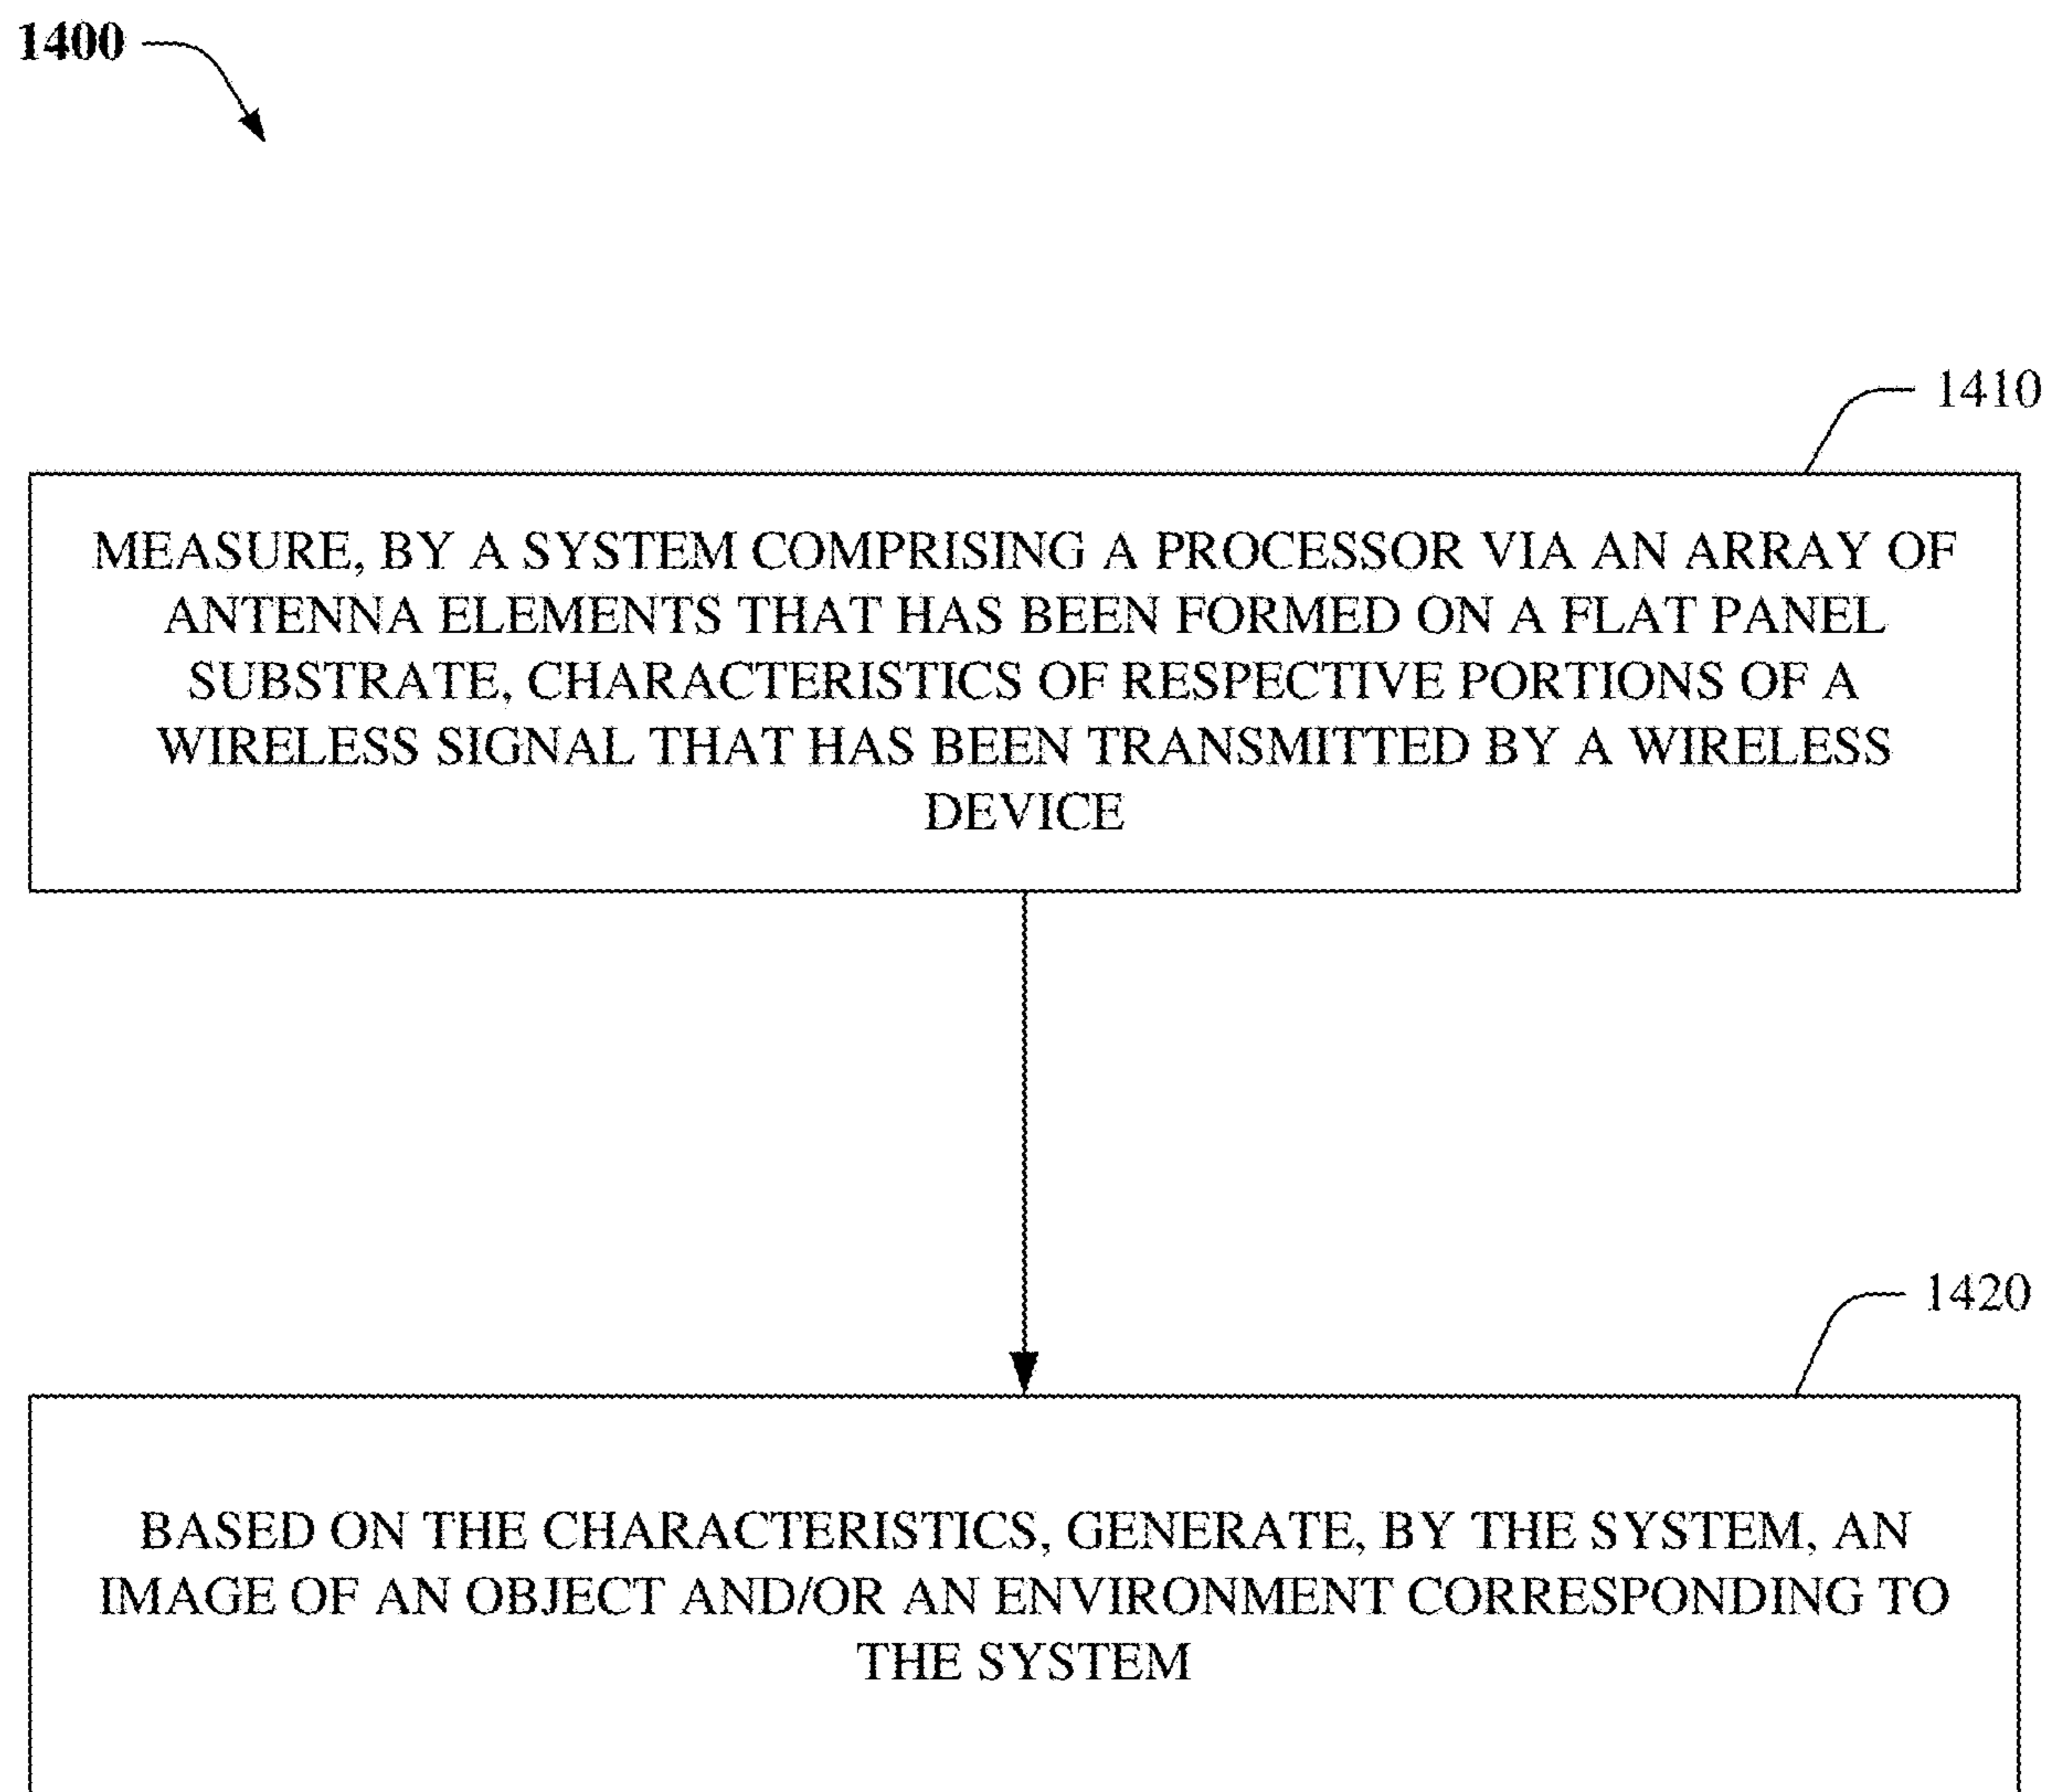 1400
1410
MEASURE, BY A SYSTEM COMPRISING A PROCESSOR VIA AN ARRAY OF
ANTENNA ELEMENTS THAT HAS BEEN FORMED ON A FLAT PANEL
SUBSTRATE, CHARACTERISTICS OF RESPECTIVE PORTIONS OF A
WIRELESS SIGNAL THAT HAS BEEN TRANSMITTED BY A WIRELESS
DEVICE
1420
BASED ON THE CHARACTERISTICS, GENERATE, BY THE SYSTEM, AN
IMAGE OF AN OBJECT AND/OR AN ENVIRONMENT CORRESPONDING TO
THE SYSTEM